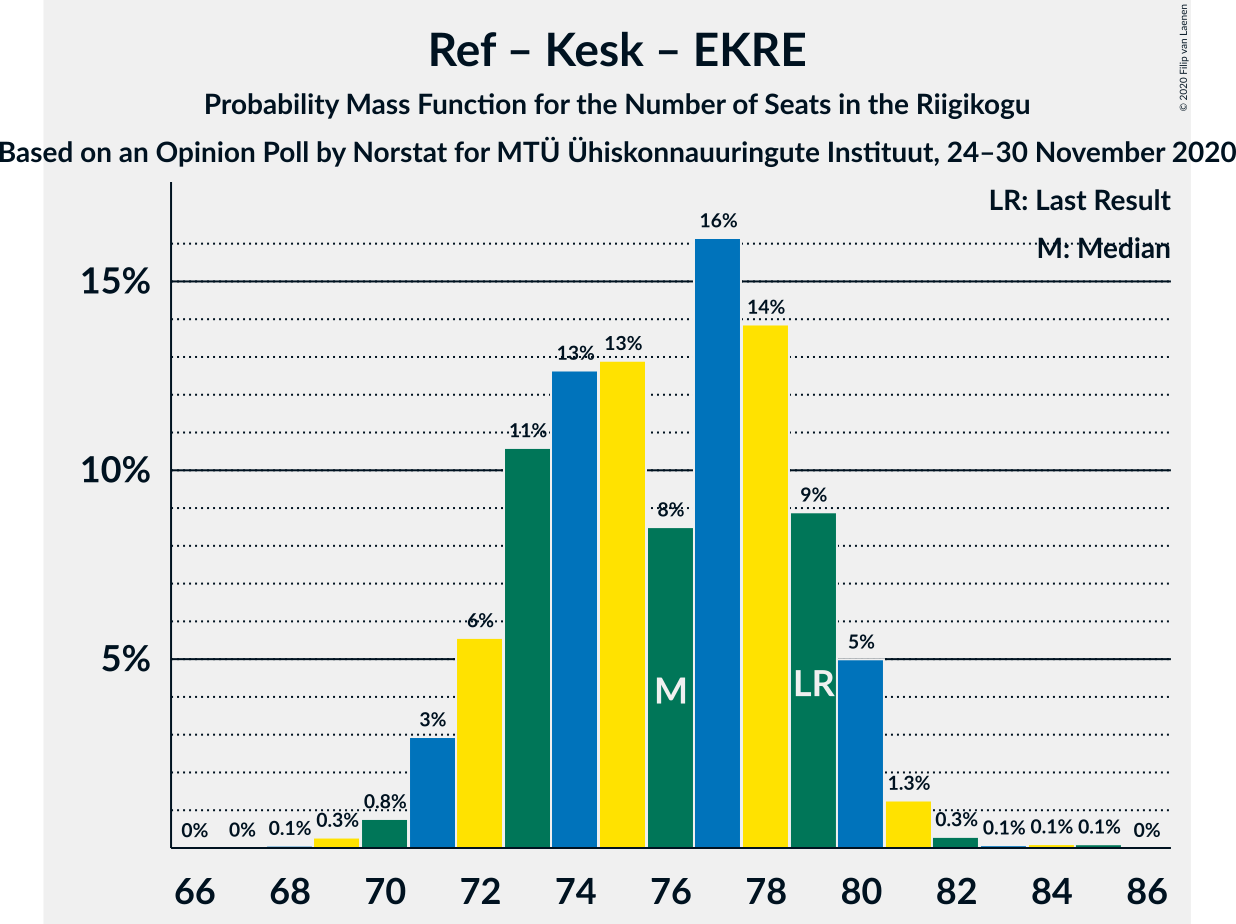 Ref – Kesk – EKRE
© 2020 Filip van Laenen
Probability Mass Function for the Number of Seats in the Riigikogu
Based on an Opinion Poll by Norstat for MTÜ Ühiskonnauuringute Instituut, 24–30 November 2020
LR: Last Result
M: Median
15%
10%
5%
0% 0% 0.1% 0.3% 0.8% 3% 6% 11% 13% 13% 8% 16% 14% 9% 5% 1.3% 0.3% 0.1% 0.1% 0.1% 0%
M LR
66 68 70 72 74 76 78 80 82 84 86